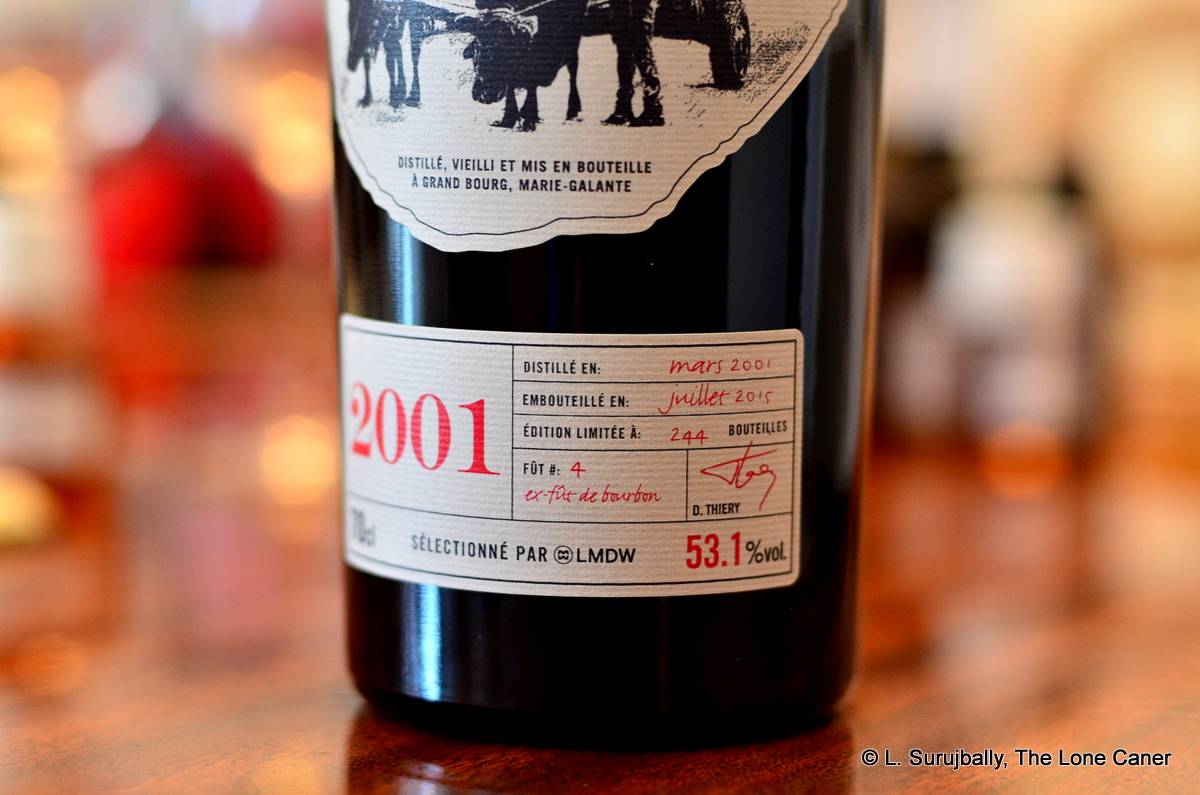 DISTILLÉ, VIEILLI ET MIS EN BOUTEILLE
À GRAND BOURG, MARIE-GALANTE
2001
DISTILLÉ EN: mars 2001
EMBOUTEILLÉ EN: juillet 2015
ÉDITION LIMITÉE À: 244 BOUTEILLES
FÛT #: 4
ex-fût de bourbon
D. THIERY
70cl
SÉLECTIONNÉ PAR LMDW
53.1%vol.
© L. Surujbally, The Lone Caner